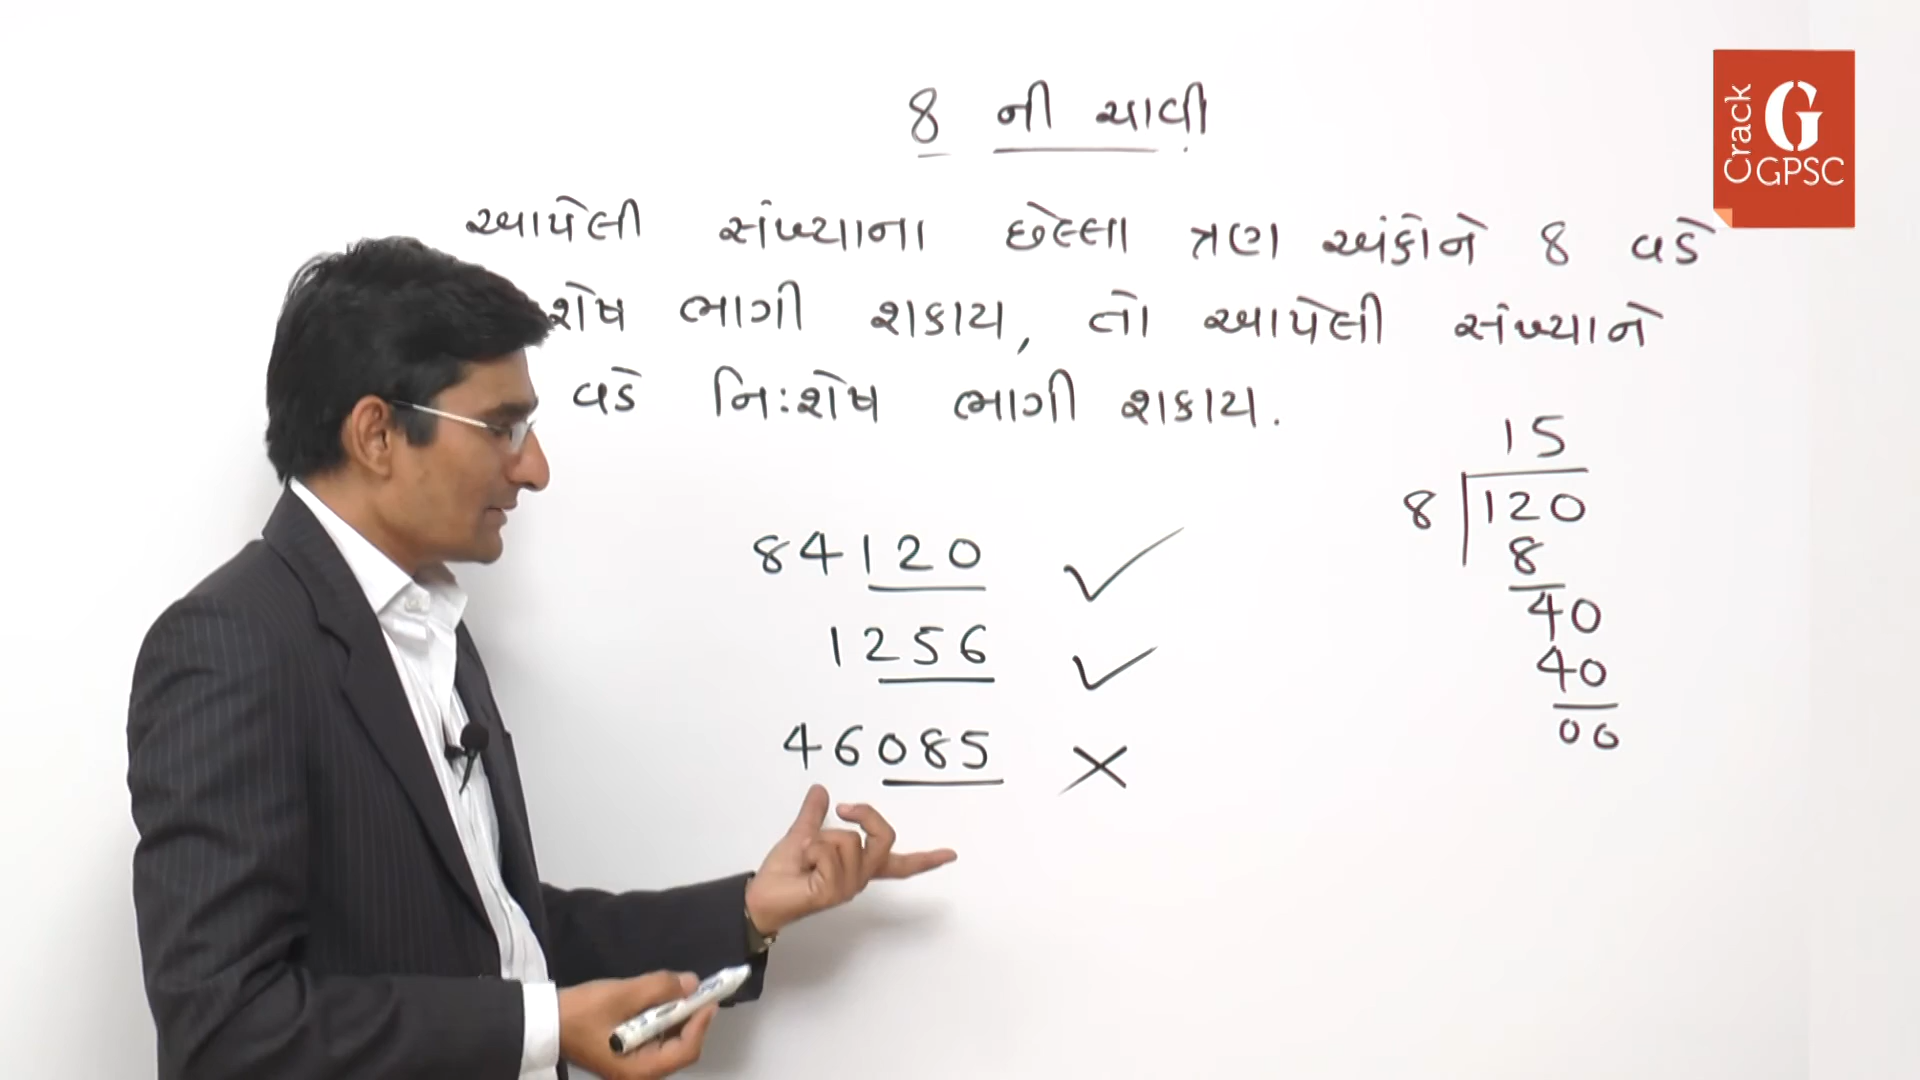 8 ની ચાવી
આપેલી સંખ્યાના છેલ્લા ત્રણ અંકોને 8 વડે
શેષ ભાગી શકાય, તો આપેલી સંખ્યાને
વડે નિઃશેષ ભાગી શકાય.
84120 ✓
1256 ✓
46085 ✗
15
8 120
8
40
40
00
Crack
G
GPSC